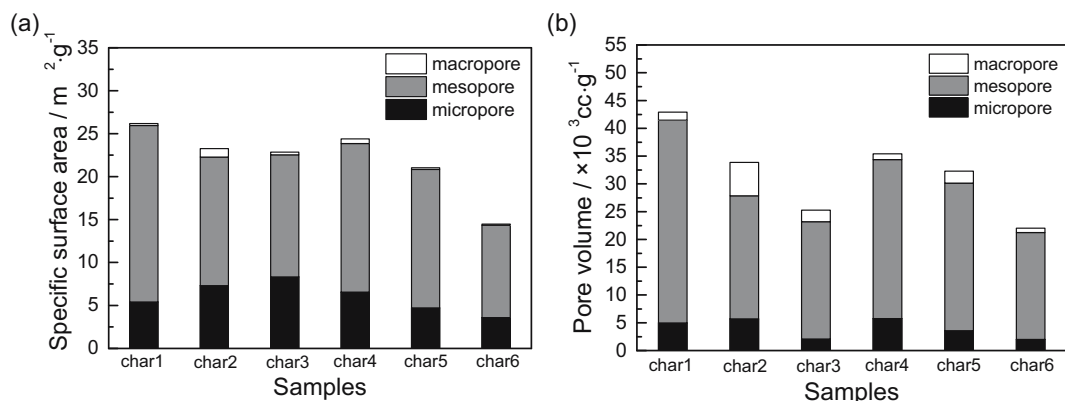 (a)
Specific surface area / m ²·g⁻¹
35
30
25
20
15
10
5
0
macropore
mesopore
micropore
char1 char2 char3 char4 char5 char6
Samples
(b)
Pore volume / ×10 ³cc·g⁻¹
55
50
45
40
35
30
25
20
15
10
5
0
macropore
mesopore
micropore
char1 char2 char3 char4 char5 char6
Samples